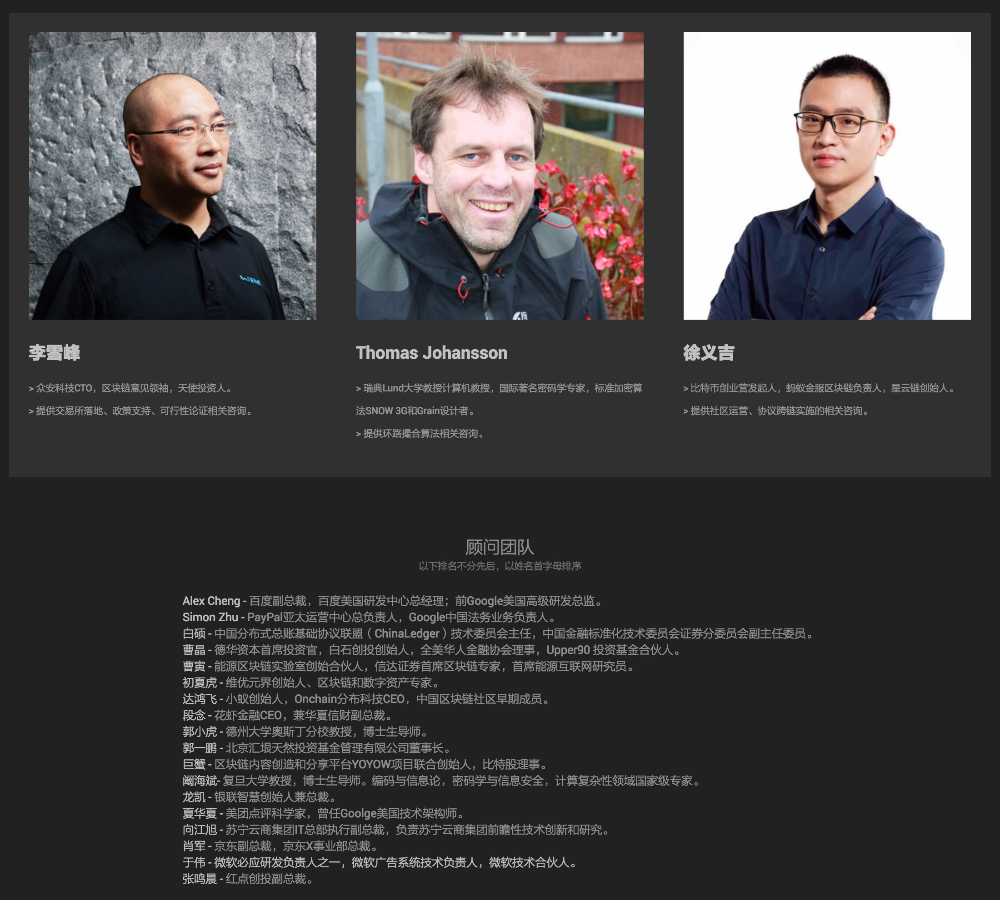 李雪峰
> 众安科技CTO，区块链意见领袖，天使投资人。
> 提供交易所落地、政策支持、可行性论证相关咨询。
Thomas Johansson
> 瑞典Lund大学教授计算机教授，国际著名密码学专家，标准加密算
法SNOW 3G和Grain设计者。
> 提供环路撮合算法相关咨询。
徐义吉
> 比特币创业营发起人，蚂蚁金服区块链负责人，星云链创始人。
> 提供社区运营、协议跨链实施的相关咨询。
顾问团队
以下排名不分先后，以姓名首字母排序
Alex Cheng - 百度副总裁，百度美国研发中心总经理；前Google美国高级研发总监。
Simon Zhu - PayPal亚太运营中心总负责人，Google中国法务业务负责人。
白硕 - 中国分布式总账基础协议联盟（ChinaLedger）技术委员会主任，中国金融标准化技术委员会证券分委员会副主任委员。
曹晶 - 德华资本首席投资官，白石创投创始人，全美华人金融协会理事，Upper90 投资基金合伙人。
曹寅 - 能源区块链实验室创始合伙人，信达证券首席区块链专家，首席能源互联网研究员。
初夏虎 - 维优元界创始人、区块链和数字资产专家。
达鸿飞 - 小蚁创始人，Onchain分布科技CEO，中国区块链社区早期成员。
段念 - 花虾金融CEO，兼华夏信财副总裁。
郭小虎 - 德州大学奥斯丁分校教授，博士生导师。
郭一鹏 - 北京汇垠天然投资基金管理有限公司董事长。
巨蟹 - 区块链内容创造和分享平台YOYOW项目联合创始人，比特股理事。
阚海斌- 复旦大学教授，博士生导师。编码与信息论，密码学与信息安全，计算复杂性领域国家级专家。
龙凯 - 银联智慧创始人兼总裁。
夏华夏 - 美团点评科学家，曾任Goolge美国技术架构师。
向江旭 - 苏宁云商集团IT总部执行副总裁，负责苏宁云商集团前瞻性技术创新和研究。
肖军 - 京东副总裁，京东X事业部总裁。
于伟 - 微软必应研发负责人之一，微软广告系统技术负责人，微软技术合伙人。
张鸣晨 - 红点创投副总裁。